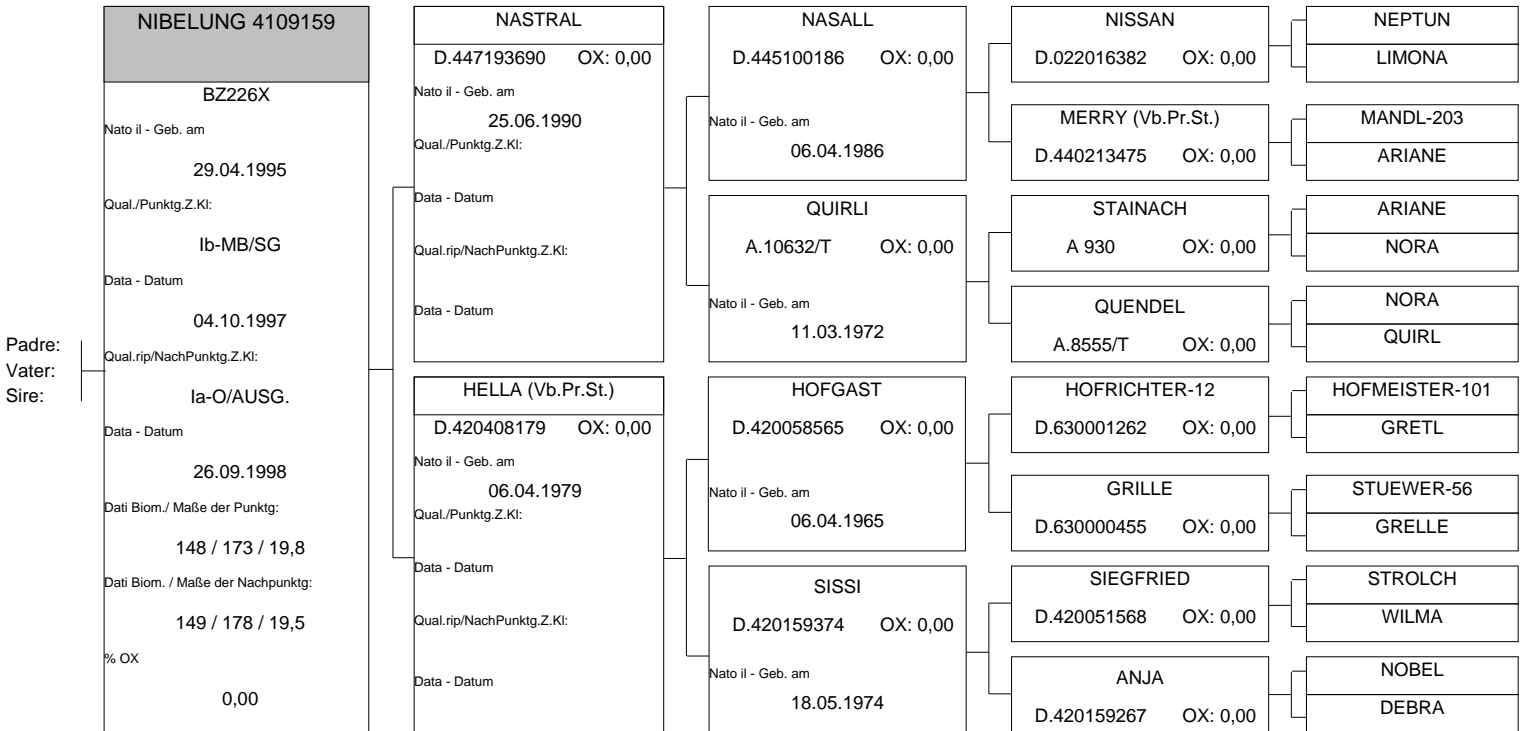 Padre:
Vater:
Sire:
NIBELUNG 4109159
BZ226X
Nato il - Geb. am
29.04.1995
Qual./Punktg.Z.Kl:
Ib-MB/SG
Data - Datum
04.10.1997
Qual.rip/NachPunktg.Z.Kl:
Ia-O/AUSG.
Data - Datum
26.09.1998
Dati Biom./ Maße der Punktg:
148 / 173 / 19,8
Dati Biom. / Maße der Nachpunktg:
149 / 178 / 19,5
% OX
0,00
NASTRAL
D.447193690 OX: 0,00
Nato il - Geb. am
25.06.1990
Qual./Punktg.Z.Kl:
Data - Datum
Qual.rip/NachPunktg.Z.Kl:
Data - Datum
HELLA (Vb.Pr.St.)
D.420408179 OX: 0,00
Nato il - Geb. am
06.04.1979
Qual./Punktg.Z.Kl:
Data - Datum
Qual.rip/NachPunktg.Z.Kl:
Data - Datum
NASALL
D.445100186 OX: 0,00
Nato il - Geb. am
06.04.1986
QUIRLI
A.10632/T OX: 0,00
Nato il - Geb. am
11.03.1972
HOFGAST
D.420058565 OX: 0,00
Nato il - Geb. am
06.04.1965
SISSI
D.420159374 OX: 0,00
Nato il - Geb. am
18.05.1974
NISSAN
D.022016382 OX: 0,00
MERRY (Vb.Pr.St.)
D.440213475 OX: 0,00
STAINACH
A 930 OX: 0,00
QUENDEL
A.8555/T OX: 0,00
HOFRICHTER-12
D.630001262 OX: 0,00
GRILLE
D.630000455 OX: 0,00
SIEGFRIED
D.420051568 OX: 0,00
ANJA
D.420159267 OX: 0,00
NEPTUN
LIMONA
MANDL-203
ARIANE
ARIANE
NORA
NORA
QUIRL
HOFMEISTER-101
GRETL
STUEWER-56
GRELLE
STROLCH
WILMA
NOBEL
DEBRA